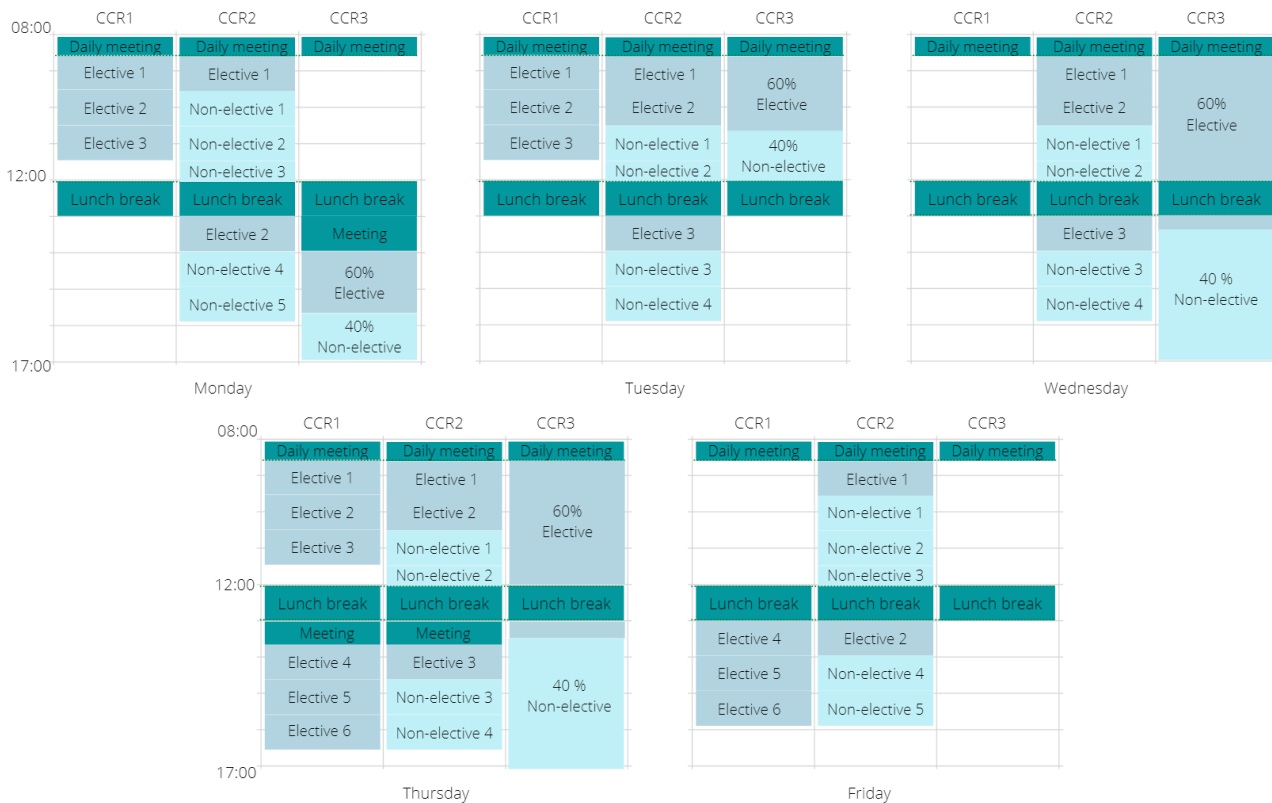 CCR1 CCR2 CCR3 CCR1 CCR2 CCR3 CCR1 CCR2 CCR3
08:00
Daily meeting Daily meeting Daily meeting Daily meeting Daily meeting Daily meeting Daily meeting Daily meeting Daily meeting
Elective 1 Elective 1 Elective 1 Elective 1 Elective 1
60% 60%
Elective Elective
Elective 2 Non-elective 1 Elective 2 Elective 2 Elective 2
Elective 3 Non-elective 2 Elective 3 Non-elective 1 Non-elective 1
40%
Non-elective
Non-elective 3 Non-elective 2 Non-elective 2
12:00
Lunch break Lunch break Lunch break Lunch break Lunch break Lunch break Lunch break Lunch break Lunch break
Elective 2 Meeting Elective 3 Elective 3
Non-elective 4 Non-elective 3 Non-elective 3
60%
Elective
40 %
Non-elective
Non-elective 5 Non-elective 4 Non-elective 4
40%
Non-elective
17:00
Monday Tuesday Wednesday
CCR1 CCR2 CCR3 CCR1 CCR2 CCR3
08:00
Daily meeting Daily meeting Daily meeting Daily meeting Daily meeting Daily meeting
Elective 1 Elective 1 Elective 1
Elective 2 Elective 2 Non-elective 1
60%
Elective
Elective 3 Non-elective 1 Non-elective 2
Non-elective 2 Non-elective 3
12:00
Lunch break Lunch break Lunch break Lunch break Lunch break Lunch break
Meeting Meeting Elective 4 Elective 2
Elective 4 Elective 3 Elective 5 Non-elective 4
40 %
Non-elective
Elective 5 Non-elective 3 Elective 6 Non-elective 5
Elective 6 Non-elective 4
17:00
Thursday Friday